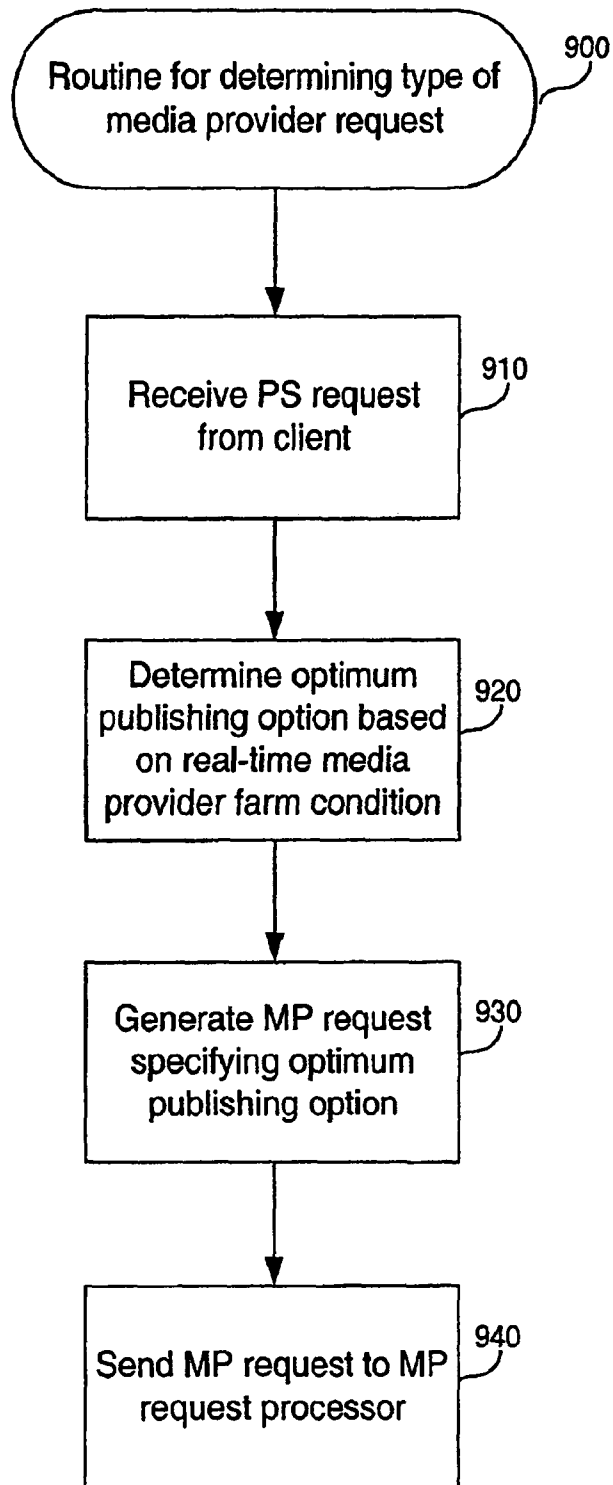 Routine for determining type of
media provider request
900
Receive PS request
from client
910
Determine optimum
publishing option based
on real-time media
provider farm condition
920
Generate MP request
specifying optimum
publishing option
930
Send MP request to MP
request processor
940